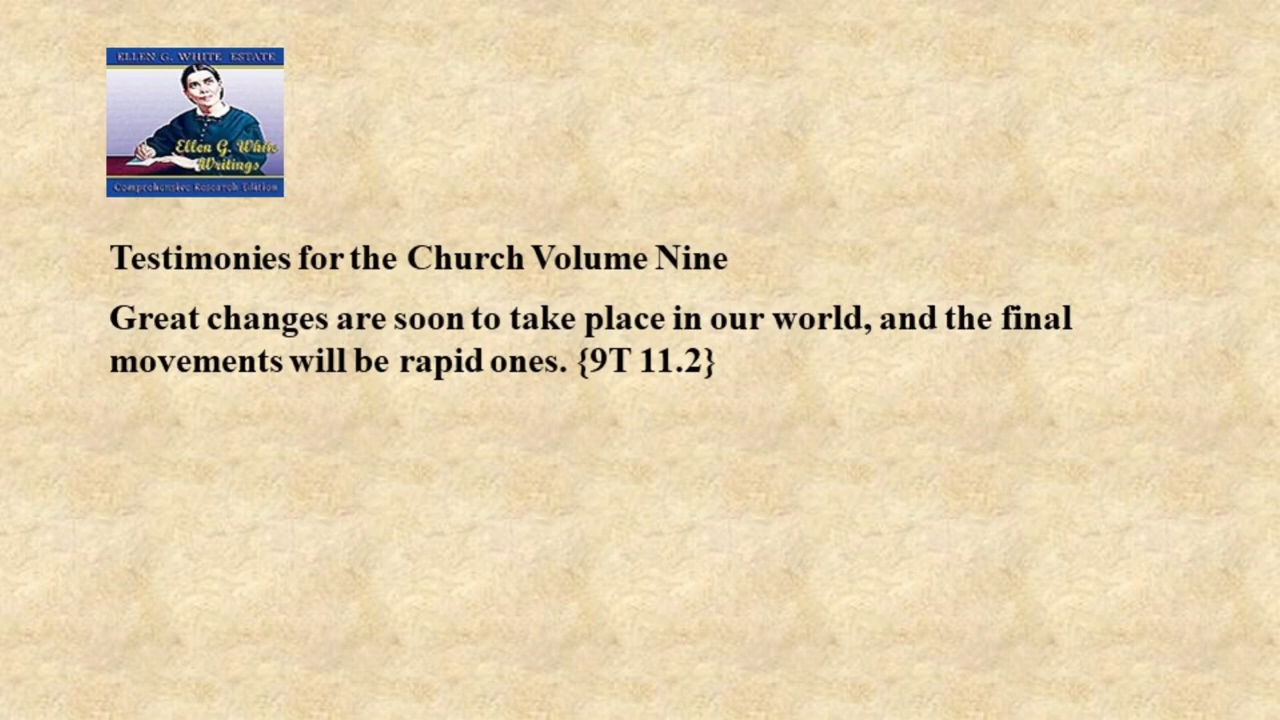 ELLEN G. WHITE ESTATE
Ellen G. White
Writings
Comprehensive Research Edition
Testimonies for the Church Volume Nine
Great changes are soon to take place in our world, and the final
movements will be rapid ones. {9T 11.2}